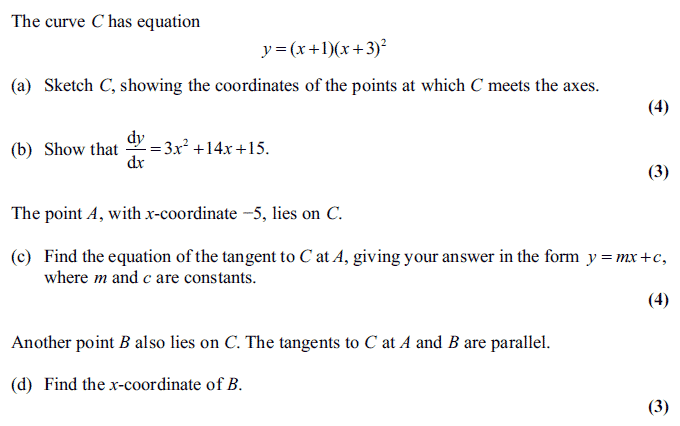 The curve C has equation
y = (x+1)(x+3)²
(a) Sketch C, showing the coordinates of the points at which C meets the axes.
(4)
(b) Show that dy/dx = 3x² +14x +15.
(3)
The point A, with x-coordinate −5, lies on C.
(c) Find the equation of the tangent to C at A, giving your answer in the form y = mx +c,
where m and c are constants.
(4)
Another point B also lies on C. The tangents to C at A and B are parallel.
(d) Find the x-coordinate of B.
(3)